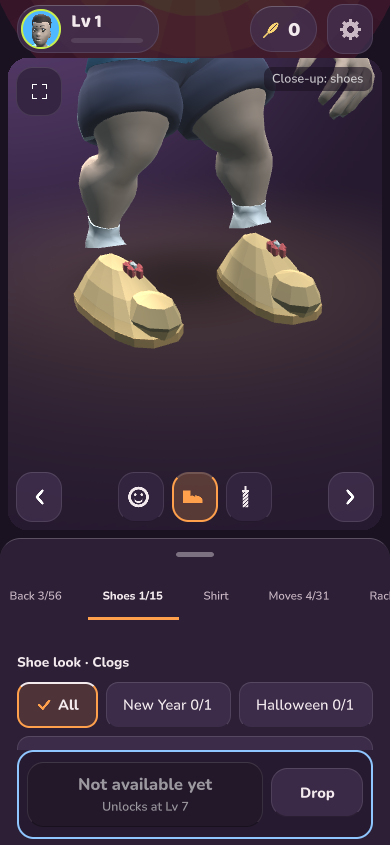 Lv 1
0
Close-up: shoes
Back 3/56
Shoes 1/15
Shirt
Moves 4/31
Shoe look · Clogs
All
New Year 0/1
Halloween 0/1
Not available yet
Unlocks at Lv 7
Drop